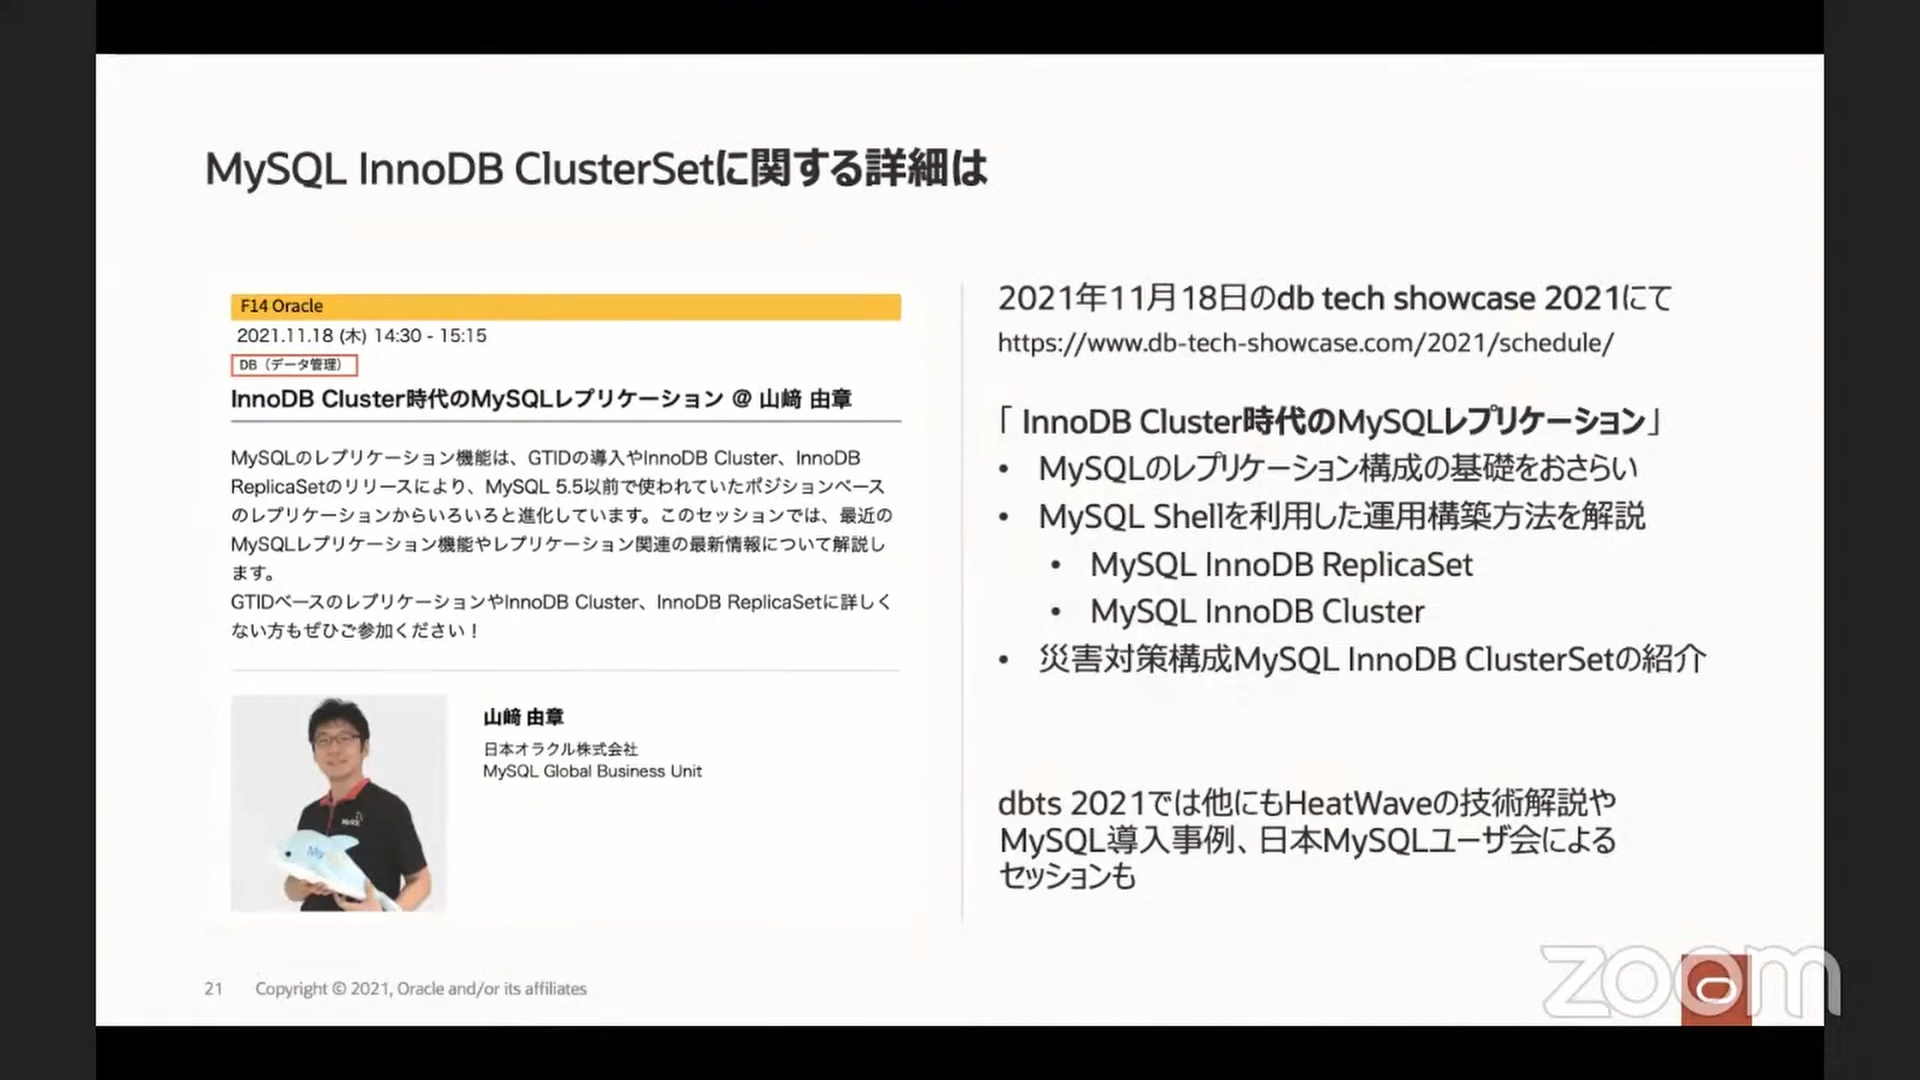 MySQL InnoDB ClusterSetに関する詳細は
F14 Oracle
2021.11.18 (木) 14:30 - 15:15
DB（データ管理）
InnoDB Cluster時代のMySQLレプリケーション @ 山﨑 由章
MySQLのレプリケーション機能は、GTIDの導入やInnoDB Cluster、InnoDB
ReplicaSetのリリースにより、MySQL 5.5以前で使われていたポジションベース
のレプリケーションからいろいろと進化しています。このセッションでは、最近の
MySQLレプリケーション機能やレプリケーション関連の最新情報について解説し
ます。
GTIDベースのレプリケーションやInnoDB Cluster、InnoDB ReplicaSetに詳しく
ない方もぜひご参加ください！
山﨑 由章
日本オラクル株式会社
MySQL Global Business Unit
MySQL
My
2021年11月18日のdb tech showcase 2021にて
https://www.db-tech-showcase.com/2021/schedule/
「 InnoDB Cluster時代のMySQLレプリケーション」
• MySQLのレプリケーション構成の基礎をおさらい
• MySQL Shellを利用した運用構築方法を解説
• MySQL InnoDB ReplicaSet
• MySQL InnoDB Cluster
• 災害対策構成MySQL InnoDB ClusterSetの紹介
dbts 2021では他にもHeatWaveの技術解説や
MySQL導入事例、日本MySQLユーザ会による
セッションも
21 Copyright © 2021, Oracle and/or its affiliates
zoom